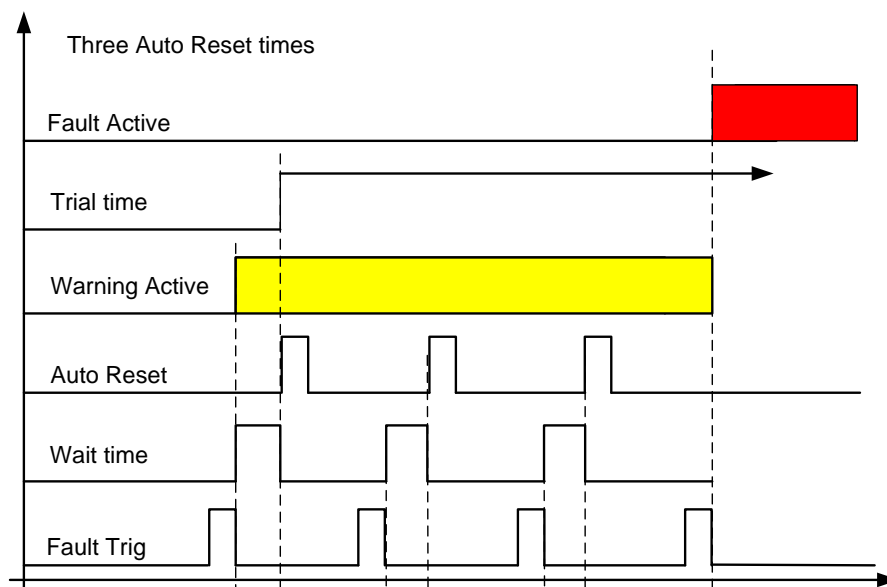 Three Auto Reset times
Fault Active
Trial time
Warning Active
Auto Reset
Wait time
Fault Trig